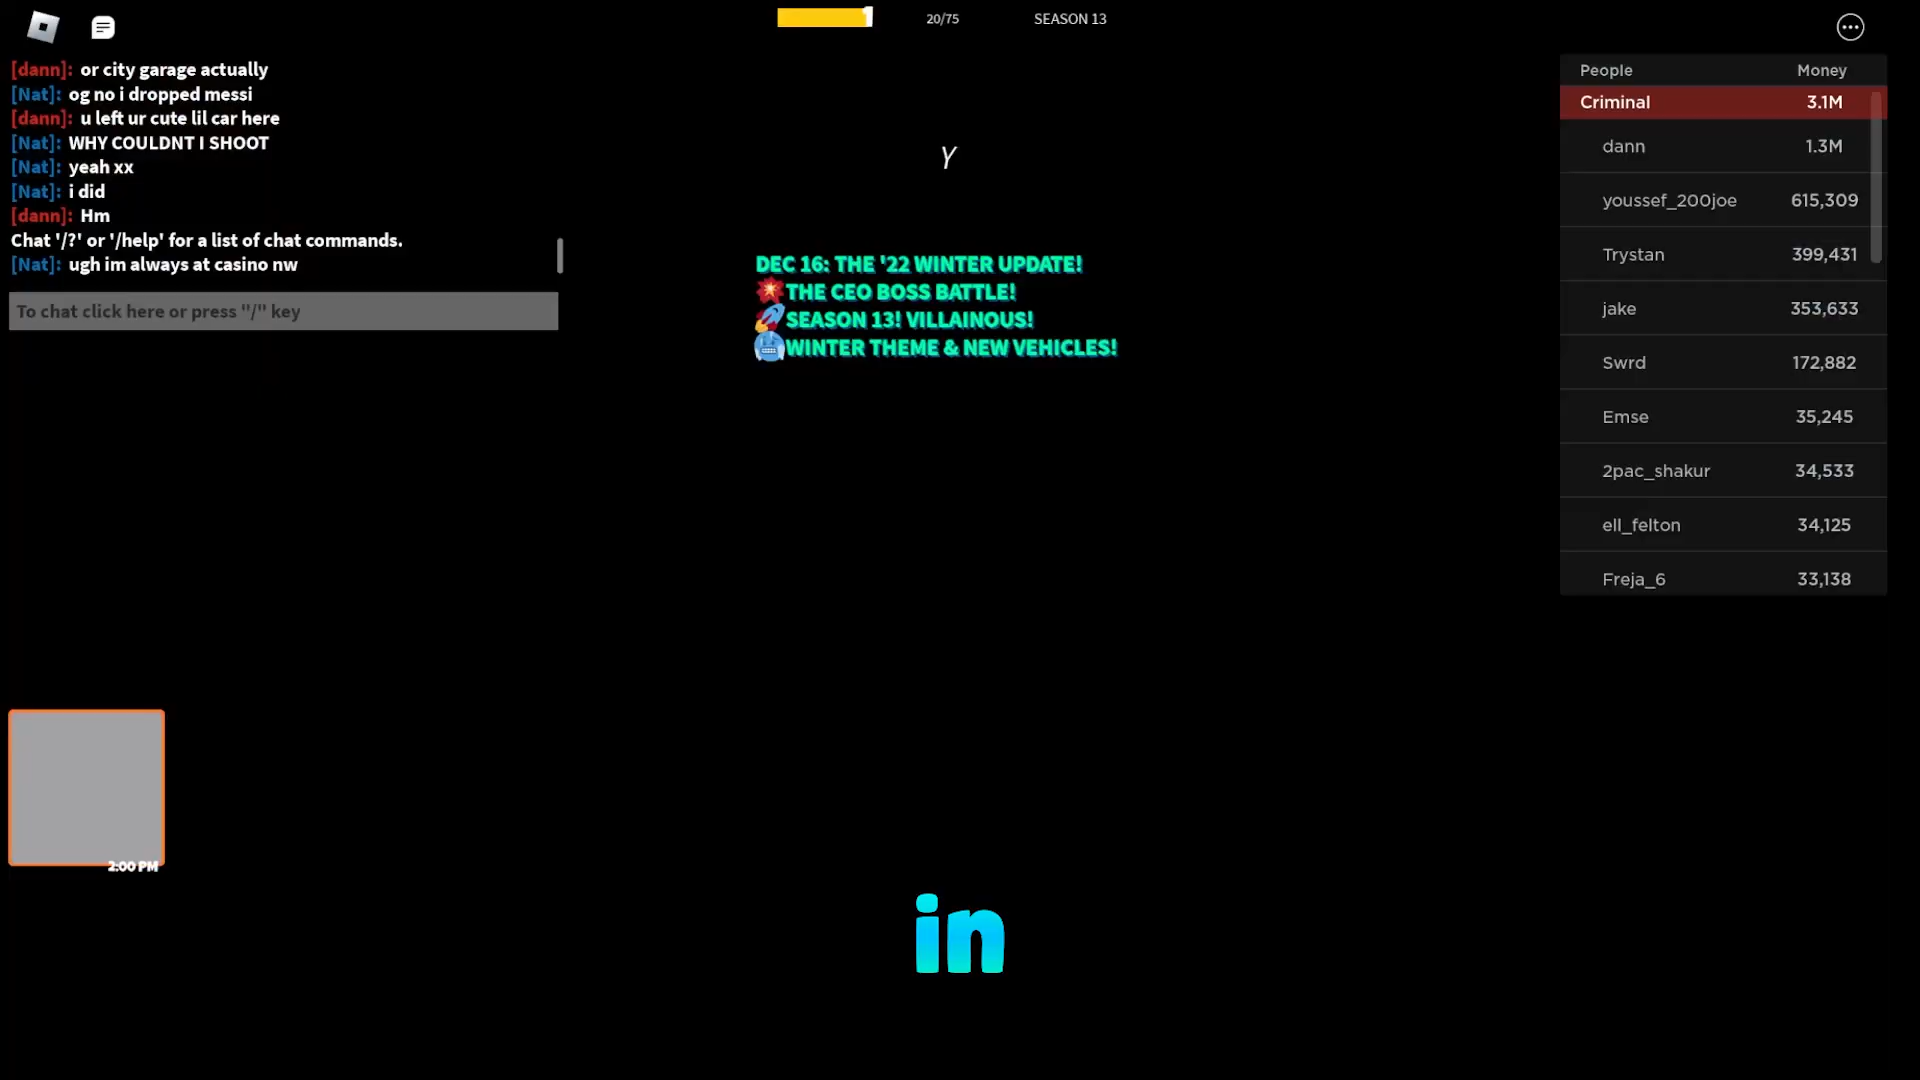 1 20/75 SEASON 13
[dann]: or city garage actually
[Nat]: og no i dropped messi
[dann]: u left ur cute lil car here
[Nat]: WHY COULDNT I SHOOT
[Nat]: yeah xx
[Nat]: i did
[dann]: Hm
Chat '/?' or '/help' for a list of chat commands.
[Nat]: ugh im always at casino nw
To chat click here or press "/" key
Y
DEC 16: THE '22 WINTER UPDATE!
THE CEO BOSS BATTLE!
SEASON 13! VILLAINOUS!
WINTER THEME & NEW VEHICLES!
People Money
Criminal 3.1M
dann 1.3M
youssef_200joe 615,309
Trystan 399,431
jake 353,633
Swrd 172,882
Emse 35,245
2pac_shakur 34,533
ell_felton 34,125
Freja_6 33,138
2:00 PM
in